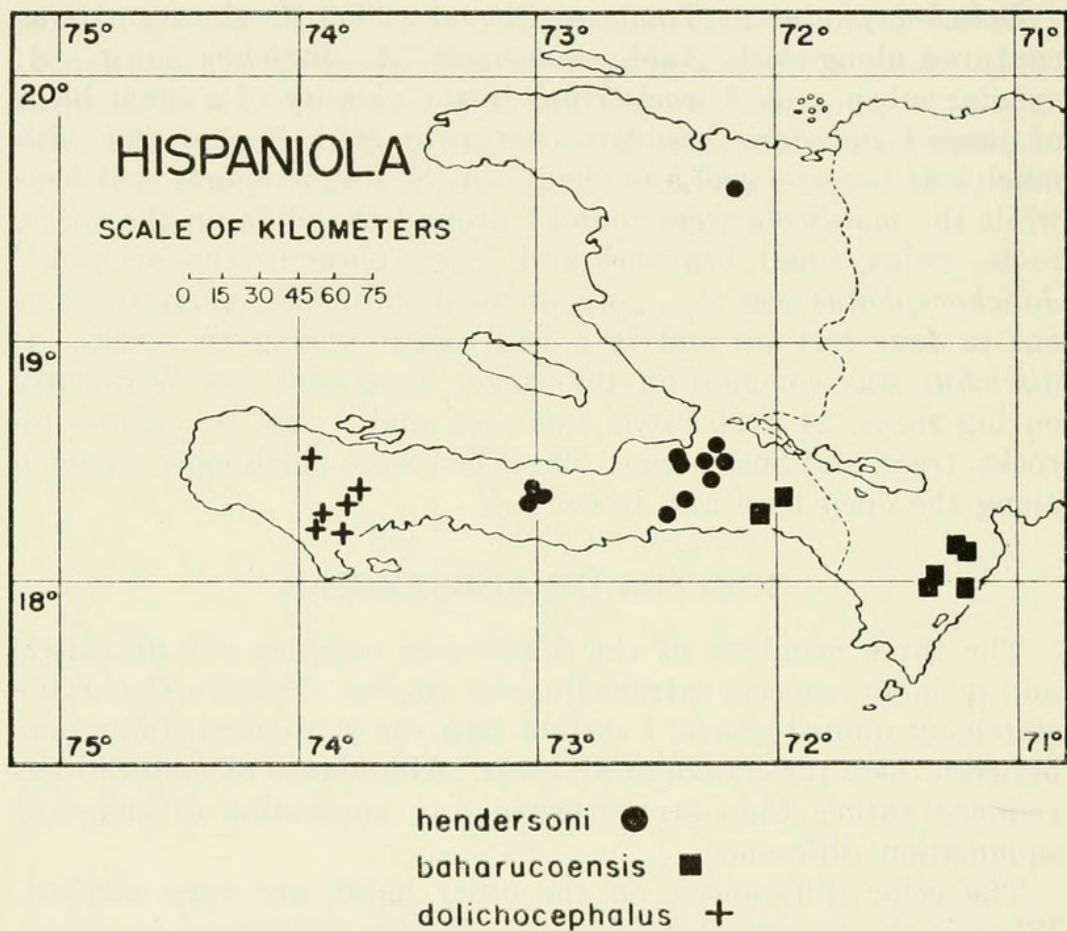 75° 74° 73° 72° 71°
20°
HISPANIOLA
SCALE OF KILOMETERS
0 15 30 45 60 75
19°
18°
75° 74° 73° 72° 71°
hendersoni
baharucoensis
dolichocephalus